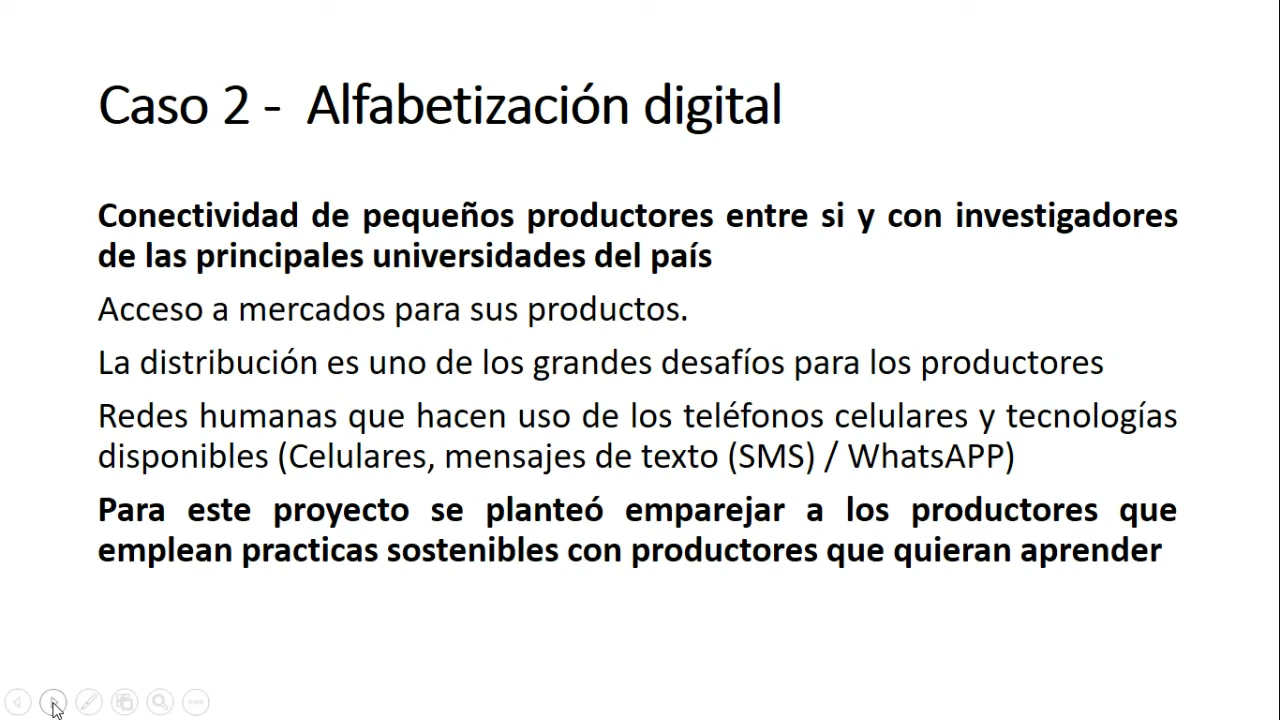 Caso 2 -  Alfabetización digital
Conectividad de pequeños productores entre si y con investigadores
de las principales universidades del país
Acceso a mercados para sus productos.
La distribución es uno de los grandes desafíos para los productores
Redes humanas que hacen uso de los teléfonos celulares y tecnologías
disponibles (Celulares, mensajes de texto (SMS) / WhatsAPP)
Para este proyecto se planteó emparejar a los productores que
emplean practicas sostenibles con productores que quieran aprender